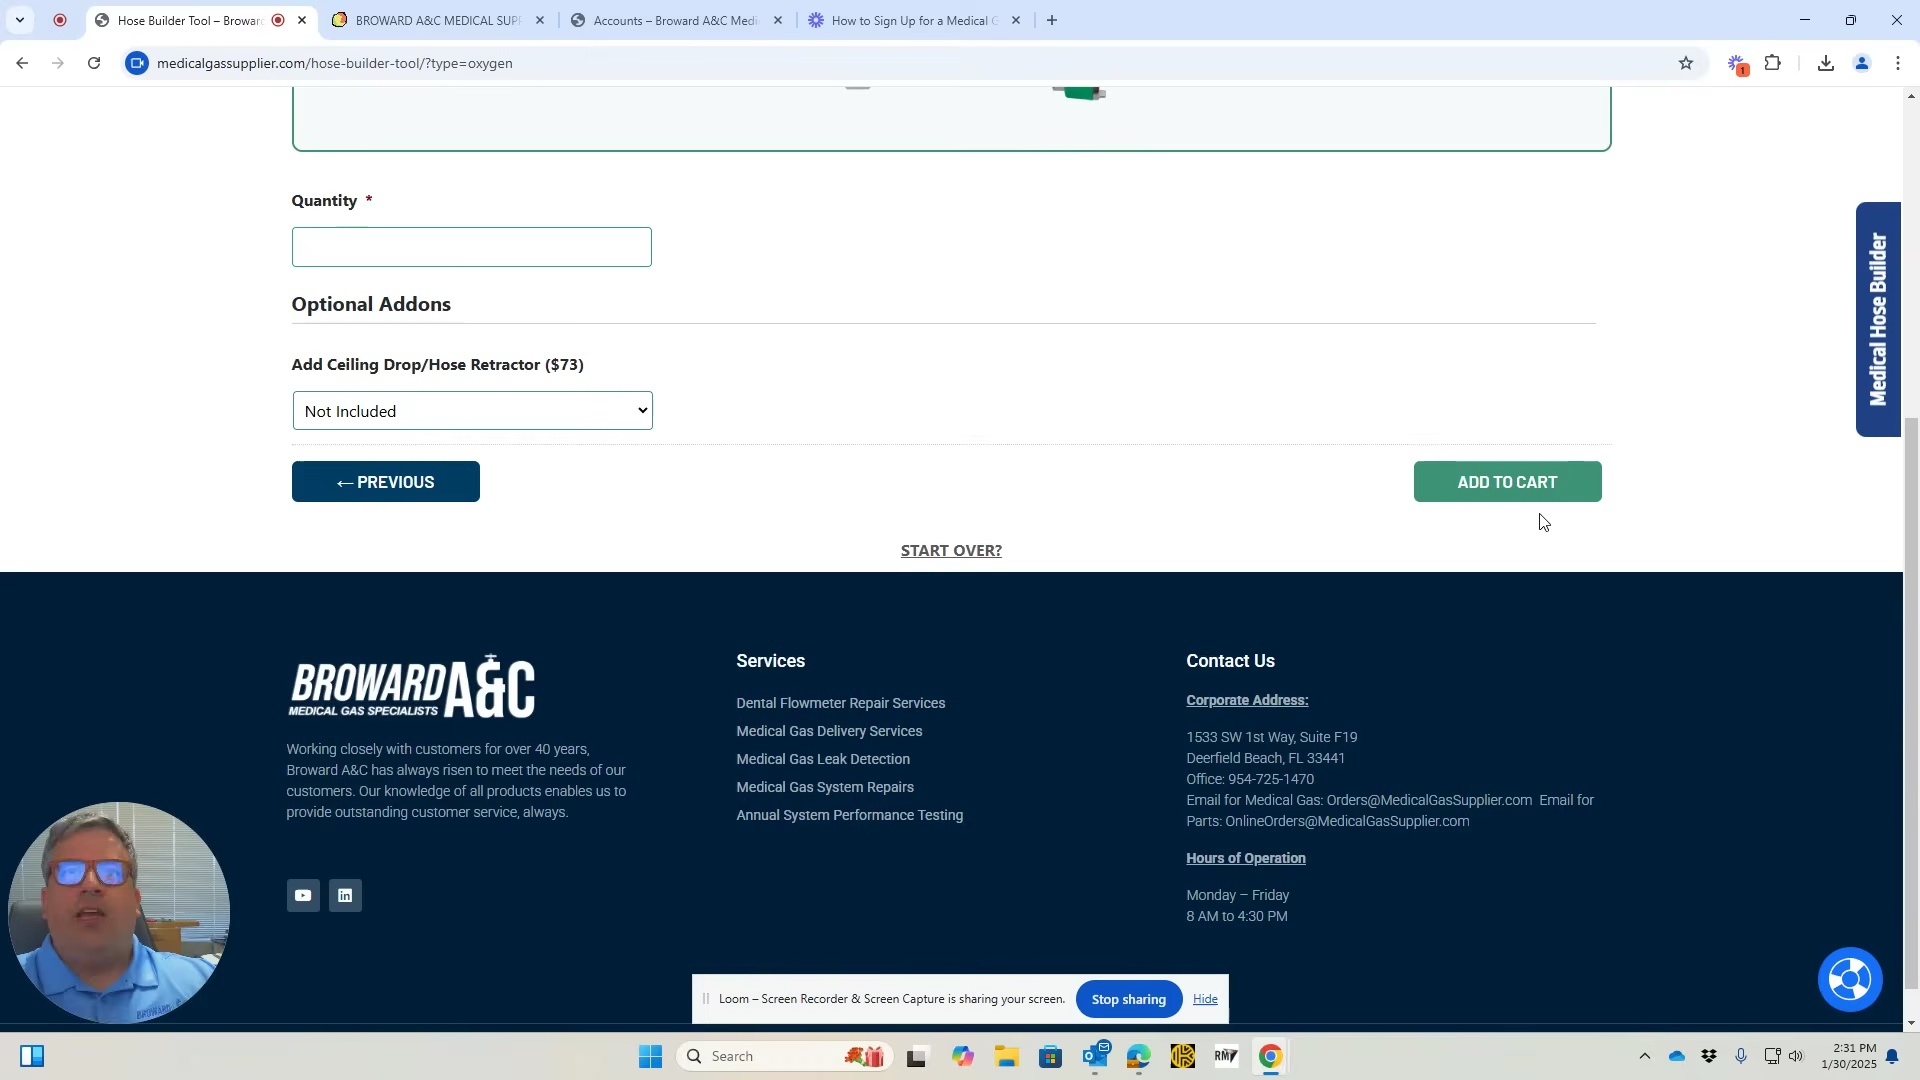 Hose Builder Tool – Browar
BROWARD A&C MEDICAL SUPP
Accounts – Broward A&C Medi
How to Sign Up for a Medical G
medicalgassupplier.com/hose-builder-tool/?type=oxygen
1
Quantity *
Optional Addons
Add Ceiling Drop/Hose Retractor ($73)
Not Included
←PREVIOUS
ADD TO CART
START OVER?
Medical Hose Builder
BROWARD A&C
MEDICAL GAS SPECIALISTS
Working closely with customers for over 40 years,
Broward A&C has always risen to meet the needs of our
customers. Our knowledge of all products enables us to
provide outstanding customer service, always.
Services
Dental Flowmeter Repair Services
Medical Gas Delivery Services
Medical Gas Leak Detection
Medical Gas System Repairs
Annual System Performance Testing
Contact Us
Corporate Address:
1533 SW 1st Way, Suite F19
Deerfield Beach, FL 33441
Office: 954-725-1470
Email for Medical Gas: Orders@MedicalGasSupplier.com Email for
Parts: OnlineOrders@MedicalGasSupplier.com
Hours of Operation
Monday – Friday
8 AM to 4:30 PM
Loom – Screen Recorder & Screen Capture is sharing your screen.
Stop sharing
Hide
Search
RM
2:31 PM
1/30/2025